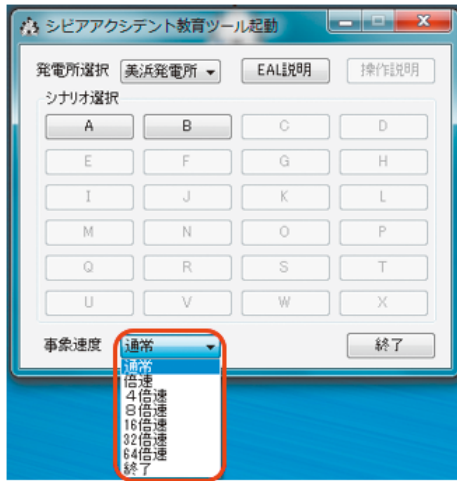 シビアアクシデント教育ツール起動
発電所選択 美浜発電所 EAL説明 操作説明
シナリオ選択
A B C D
E F G H
I J K L
M N O P
Q R S T
U V W X
事象速度 通常 終了
通常
倍速
4倍速
8倍速
16倍速
32倍速
64倍速
終了